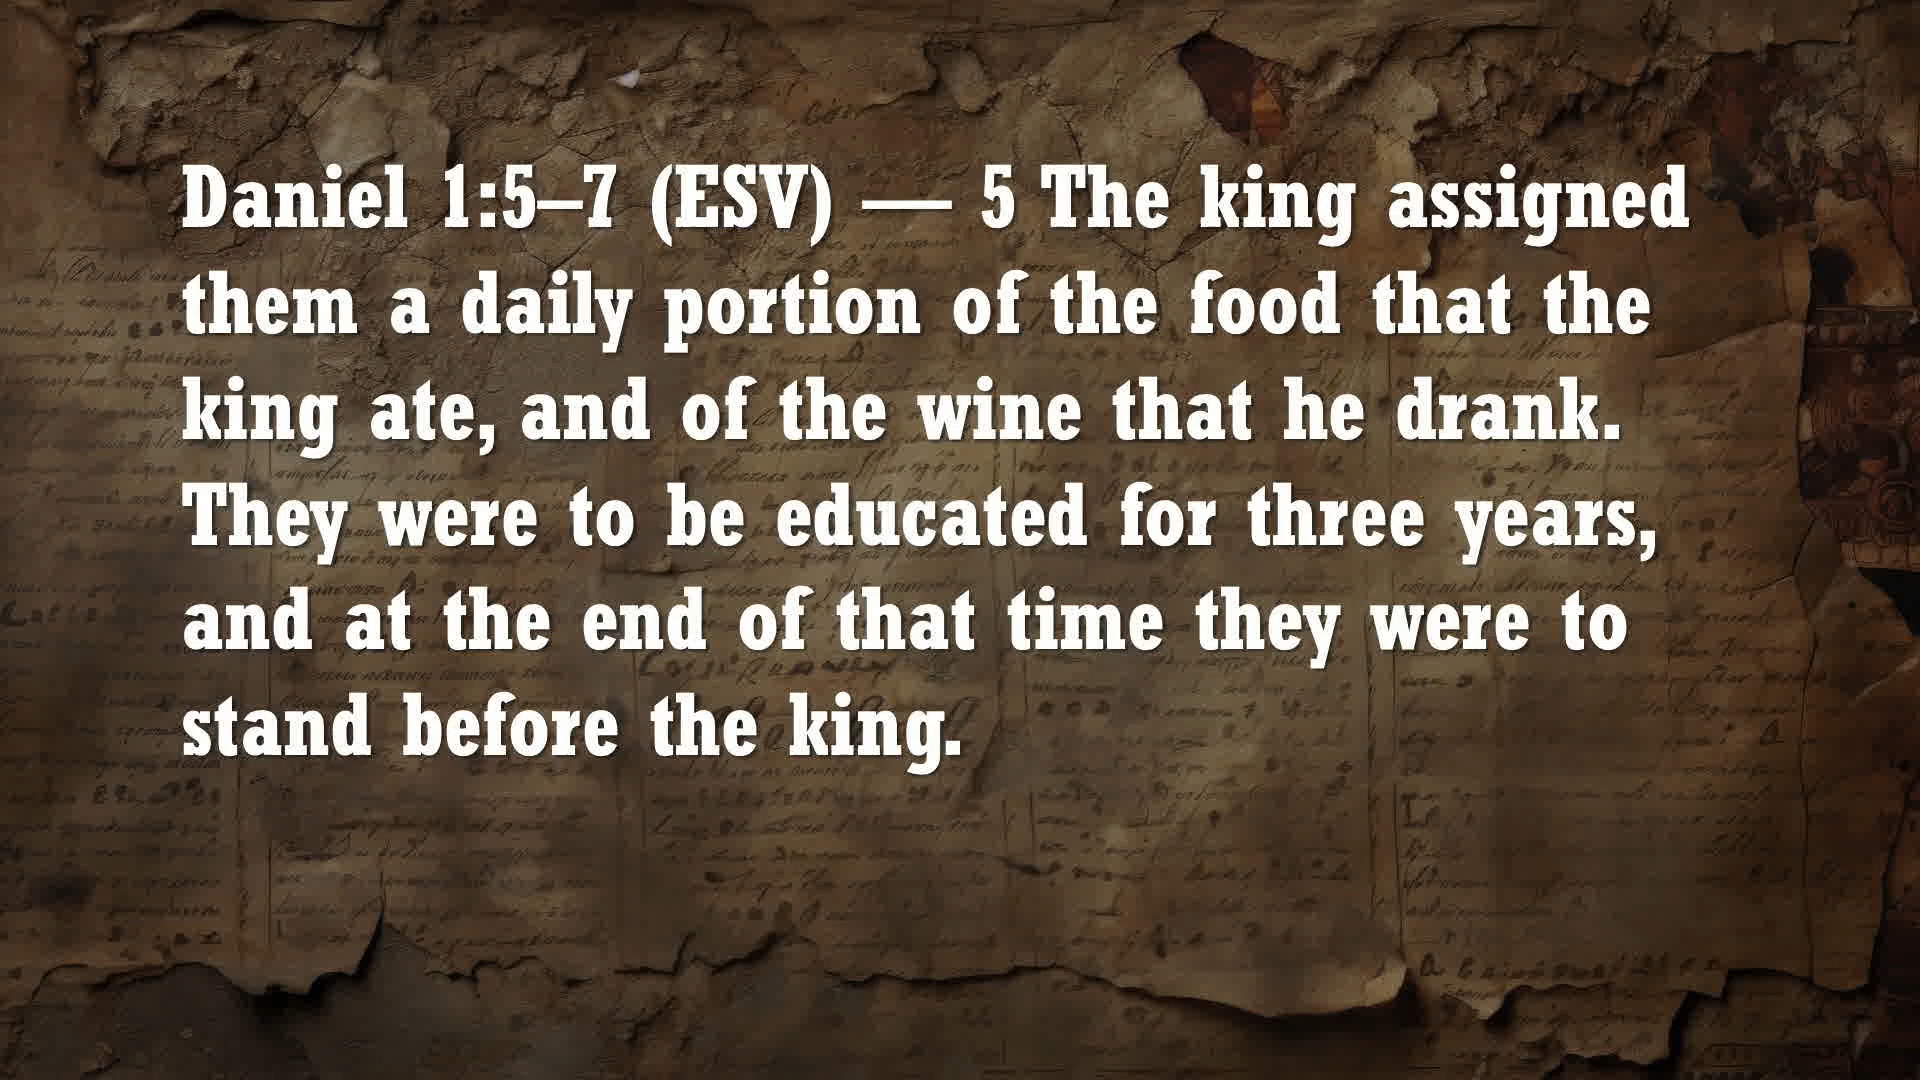 Daniel 1:5–7 (ESV) — 5 The king assigned
them a daily portion of the food that the
king ate, and of the wine that he drank.
They were to be educated for three years,
and at the end of that time they were to
stand before the king.